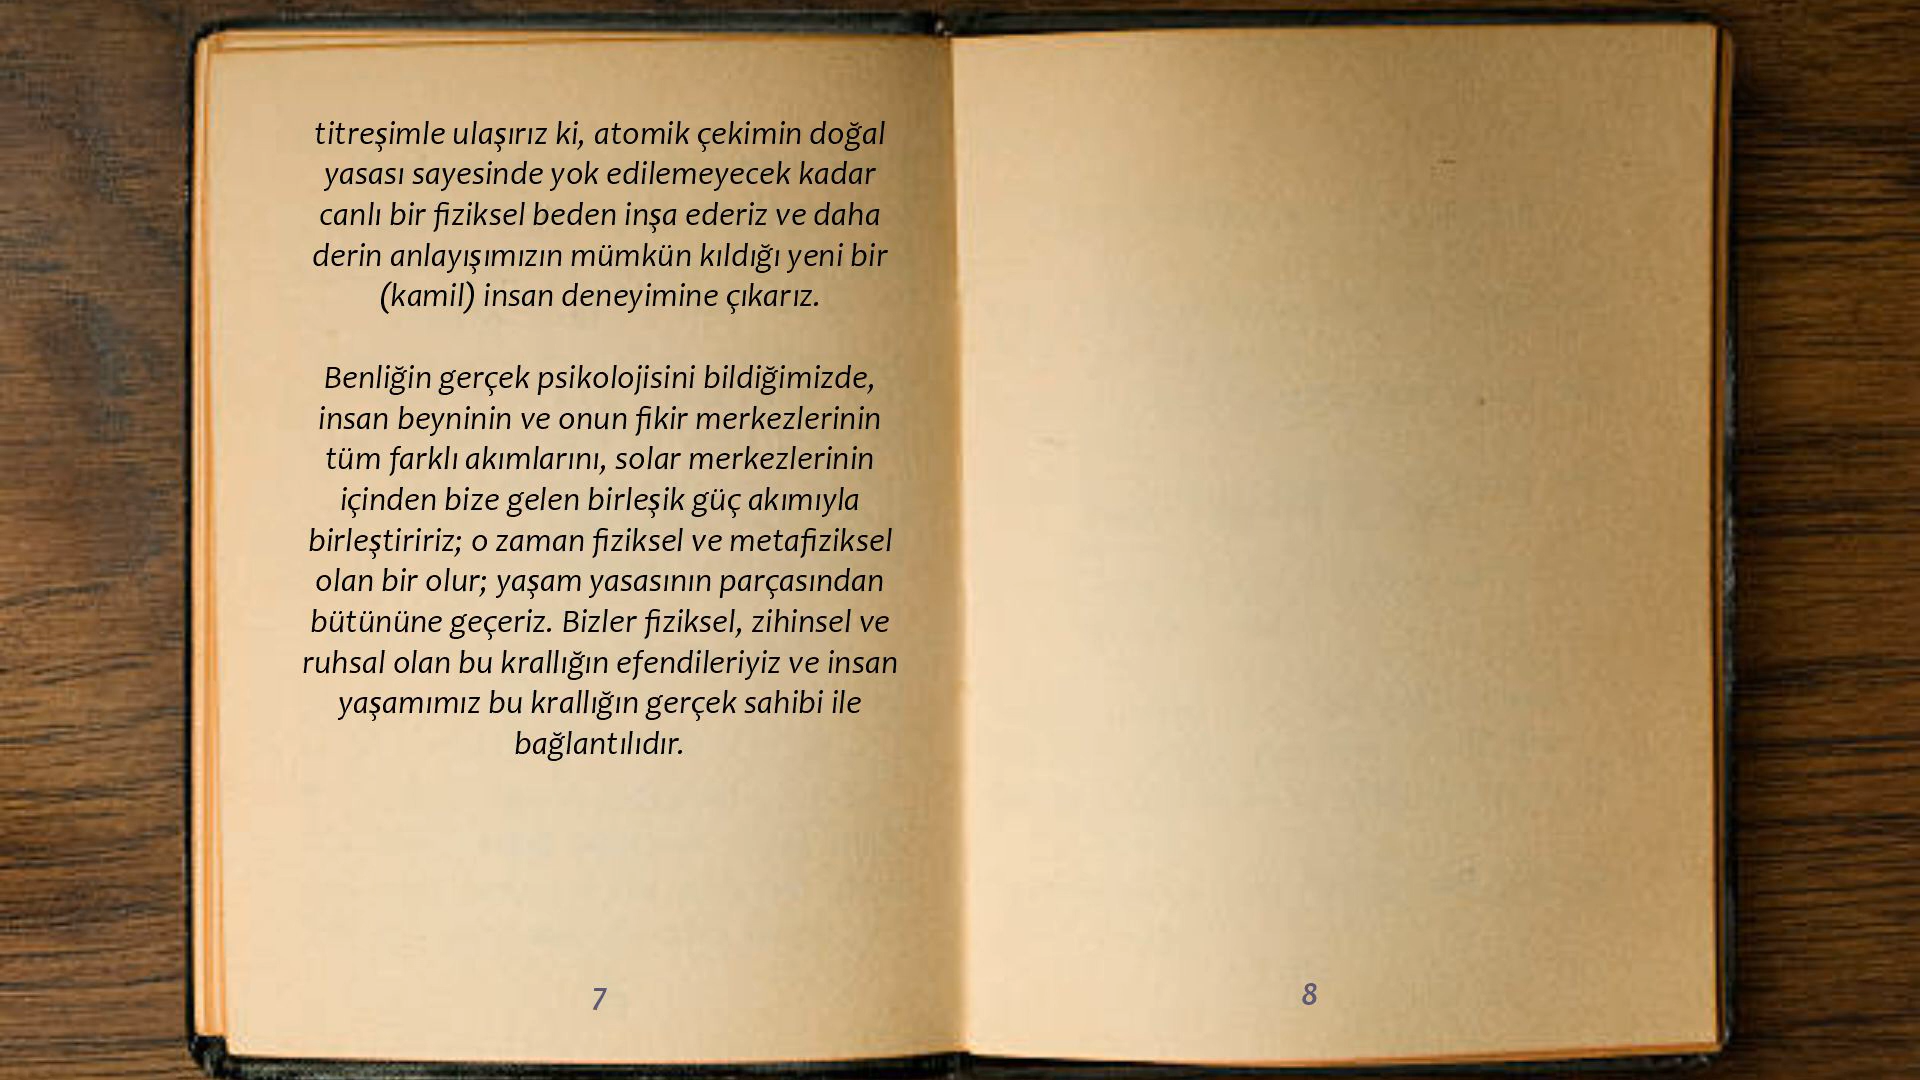 titreşimle ulaşırız ki, atomik çekimin doğal
yasası sayesinde yok edilemeyecek kadar
canlı bir fiziksel beden inşa ederiz ve daha
derin anlayışımızın mümkün kıldığı yeni bir
(kamil) insan deneyimine çıkarız.
Benliğin gerçek psikolojisini bildiğimizde,
insan beyninin ve onun fikir merkezlerinin
tüm farklı akımlarını, solar merkezlerinin
içinden bize gelen birleşik güç akımıyla
birleştiririz; o zaman fiziksel ve metafiziksel
olan bir olur; yaşam yasasının parçasından
bütününe geçeriz. Bizler fiziksel, zihinsel ve
ruhsal olan bu krallığın efendileriyiz ve insan
yaşamımız bu krallığın gerçek sahibi ile
bağlantılıdır.
7
8